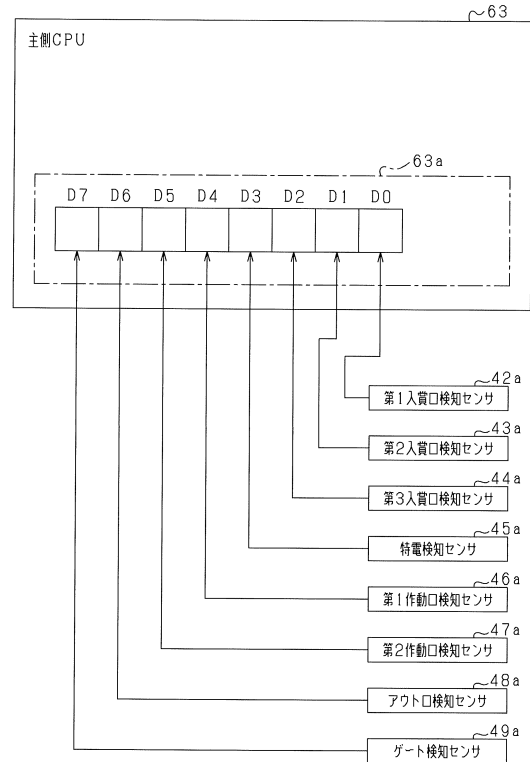 63
主側CPU
63a
D7 D6 D5 D4 D3 D2 D1 D0
42a
第1入賞口検知センサ
43a
第2入賞口検知センサ
44a
第3入賞口検知センサ
45a
特電検知センサ
46a
第1作動口検知センサ
47a
第2作動口検知センサ
48a
アウト口検知センサ
49a
ゲート検知センサ